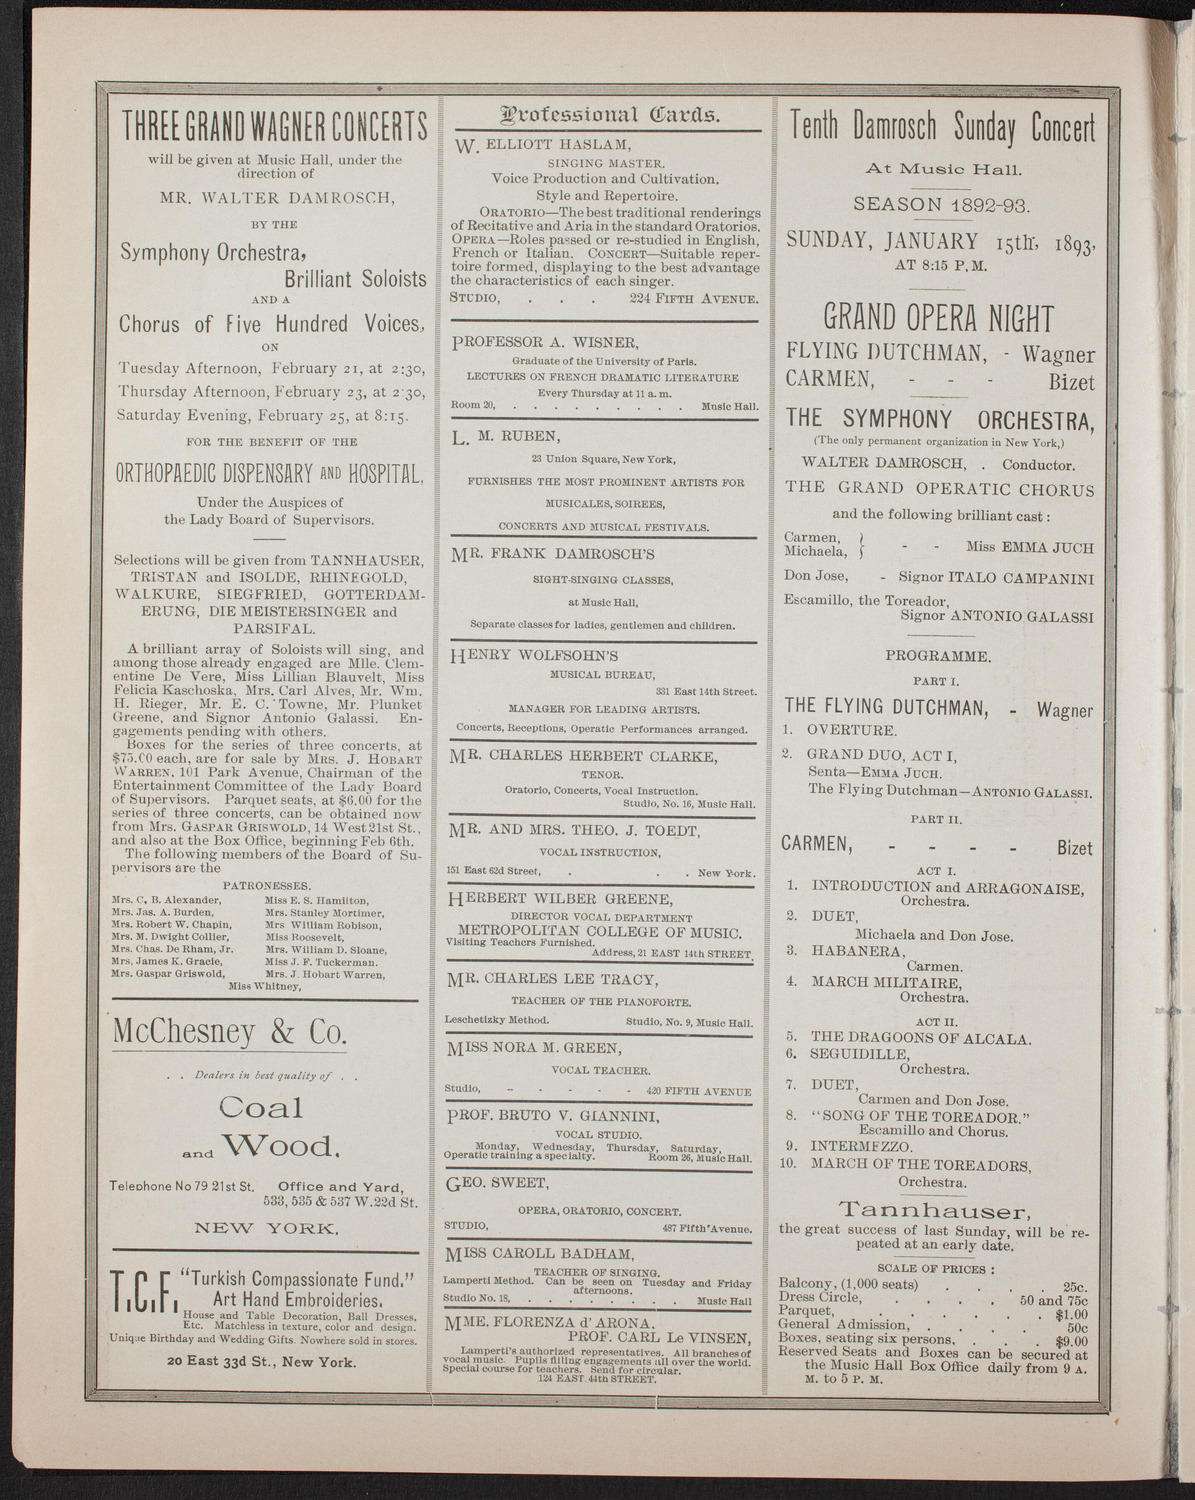 THREE GRAND WAGNER CONCERTS
will be given at Music Hall, under the
direction of
MR. WALTER DAMROSCH,
BY THE
Symphony Orchestra,
Brilliant Soloists
AND A
Chorus of Five Hundred Voices,
ON
Tuesday Afternoon, February 21, at 2:30,
Thursday Afternoon, February 23, at 2:30,
Saturday Evening, February 25, at 8:15.
FOR THE BENEFIT OF THE
ORTHOPAEDIC DISPENSARY AND HOSPITAL,
Under the Auspices of
the Lady Board of Supervisors.
Selections will be given from TANNHAUSER,
TRISTAN and ISOLDE, RHINEGOLD,
WALKURE, SIEGFRIED, GOTTERDAM-
ERUNG, DIE MEISTERSINGER and
PARSIFAL.
A brilliant array of Soloists will sing, and
among those already engaged are Mlle. Clem-
entine De Vere, Miss Lillian Blauvelt, Miss
Felicia Kaschoska, Mrs. Carl Alves, Mr. Wm.
H. Rieger, Mr. E. C. Towne, Mr. Plunket
Greene, and Signor Antonio Galassi. En-
gagements pending with others.
Boxes for the series of three concerts, at
$75.00 each, are for sale by MRS. J. HOBART
WARREN, 101 Park Avenue, Chairman of the
Entertainment Committee of the Lady Board
of Supervisors. Parquet seats, at $6.00 for the
series of three concerts, can be obtained now
from Mrs. GASPAR GRISWOLD, 14 West 21st St.,
and also at the Box Office, beginning Feb 6th.
The following members of the Board of Su-
pervisors are the
PATRONESSES.
Mrs. C. B. Alexander, Miss E. S. Hamilton,
Mrs. Jas. A. Burden, Mrs. Stanley Mortimer,
Mrs. Robert W. Chapin, Mrs William Robison,
Mrs. M. Dwight Collier, Miss Roosevelt,
Mrs. Chas. De Rham, Jr. Mrs. William D. Sloane,
Mrs. James K. Gracie, Miss J. F. Tuckerman.
Mrs. Gaspar Griswold, Mrs. J. Hobart Warren,
Miss Whitney,
McChesney & Co.
. . Dealers in best quality of . .
Coal
and Wood.
Telephone No 79 21st St. Office and Yard,
533, 535 & 537 W. 22d St.
NEW YORK.
T.C.F. "Turkish Compassionate Fund."
Art Hand Embroideries.
House and Table Decoration, Ball Dresses,
Etc. Matchless in texture, color and design.
Unique Birthday and Wedding Gifts. Nowhere sold in stores.
20 East 33d St., New York.
Professional Cards.
W. ELLIOTT HASLAM,
SINGING MASTER.
Voice Production and Cultivation.
Style and Repertoire.
ORATORIO—The best traditional renderings
of Recitative and Aria in the standard Oratorios.
OPERA—Roles passed or re-studied in English,
French or Italian. CONCERT—Suitable reper-
toire formed, displaying to the best advantage
the characteristics of each singer.
STUDIO, . . . 224 FIFTH AVENUE.
PROFESSOR A. WISNER,
Graduate of the University of Paris.
LECTURES ON FRENCH DRAMATIC LITERATURE
Every Thursday at 11 a. m.
Room 20, . . . . . . . . . Music Hall.
L. M. RUBEN,
23 Union Square, New York,
FURNISHES THE MOST PROMINENT ARTISTS FOR
MUSICALES, SOIREES,
CONCERTS AND MUSICAL FESTIVALS.
MR. FRANK DAMROSCH'S
SIGHT-SINGING CLASSES,
at Music Hall,
Separate classes for ladies, gentlemen and children.
HENRY WOLFSOHN'S
MUSICAL BUREAU,
331 East 14th Street.
MANAGER FOR LEADING ARTISTS.
Concerts, Receptions, Operatic Performances arranged.
MR. CHARLES HERBERT CLARKE,
TENOR.
Oratorio, Concerts, Vocal Instruction.
Studio, No. 16, Music Hall.
MR. AND MRS. THEO. J. TOEDT,
VOCAL INSTRUCTION,
151 East 62d Street, . . . New York.
HERBERT WILBER GREENE,
DIRECTOR VOCAL DEPARTMENT
METROPOLITAN COLLEGE OF MUSIC.
Visiting Teachers Furnished.
Address, 21 EAST 14th STREET.
MR. CHARLES LEE TRACY,
TEACHER OF THE PIANOFORTE.
Leschetizky Method. Studio, No. 9, Music Hall.
MISS NORA M. GREEN,
VOCAL TEACHER.
Studio, - - - - - 420 FIFTH AVENUE
PROF. BRUTO V. GIANNINI,
VOCAL STUDIO.
Monday, Wednesday, Thursday, Saturday,
Operatic training a specialty. Room 26, Music Hall.
GEO. SWEET,
OPERA, ORATORIO, CONCERT.
STUDIO, 487 Fifth Avenue.
MISS CAROLL BADHAM,
TEACHER OF SINGING.
Lamperti Method. Can be seen on Tuesday and Friday
afternoons.
Studio No. 18, . . . . . . . . Music Hall
MME. FLORENZA d' ARONA,
PROF. CARL Le VINSEN,
Lamperti's authorized representatives. All branches of
vocal music. Pupils filling engagements all over the world.
Special course for teachers. Send for circular.
124 EAST 44th STREET.
Tenth Damrosch Sunday Concert
At Music Hall.
SEASON 1892-93.
SUNDAY, JANUARY 15th, 1893,
AT 8:15 P. M.
GRAND OPERA NIGHT
FLYING DUTCHMAN, - Wagner
CARMEN, - - - Bizet
THE SYMPHONY ORCHESTRA,
(The only permanent organization in New York,)
WALTER DAMROSCH, . Conductor.
THE GRAND OPERATIC CHORUS
and the following brilliant cast:
Carmen,
Michaela, } - - Miss EMMA JUCH
Don Jose, - Signor ITALO CAMPANINI
Escamillo, the Toreador,
Signor ANTONIO GALASSI
PROGRAMME.
PART I.
THE FLYING DUTCHMAN, - Wagner
1. OVERTURE.
2. GRAND DUO, ACT I,
Senta—EMMA JUCH.
The Flying Dutchman—ANTONIO GALASSI.
PART II.
CARMEN, - - - - Bizet
ACT I.
1. INTRODUCTION and ARRAGONAISE,
Orchestra.
2. DUET,
Michaela and Don Jose.
3. HABANERA,
Carmen.
4. MARCH MILITAIRE,
Orchestra.
ACT II.
5. THE DRAGOONS OF ALCALA.
6. SEGUIDILLE,
Orchestra.
7. DUET,
Carmen and Don Jose.
8. "SONG OF THE TOREADOR."
Escamillo and Chorus.
9. INTERMEZZO.
10. MARCH OF THE TOREADORS,
Orchestra.
Tannhauser,
the great success of last Sunday, will be re-
peated at an early date.
SCALE OF PRICES:
Balcony, (1,000 seats) . . . . 25c.
Dress Circle, . . . . 50 and 75c
Parquet, . . . . . . $1.00
General Admission, . . . . 50c
Boxes, seating six persons, . . . $9.00
Reserved Seats and Boxes can be secured at
the Music Hall Box Office daily from 9 A.
M. to 5 P. M.